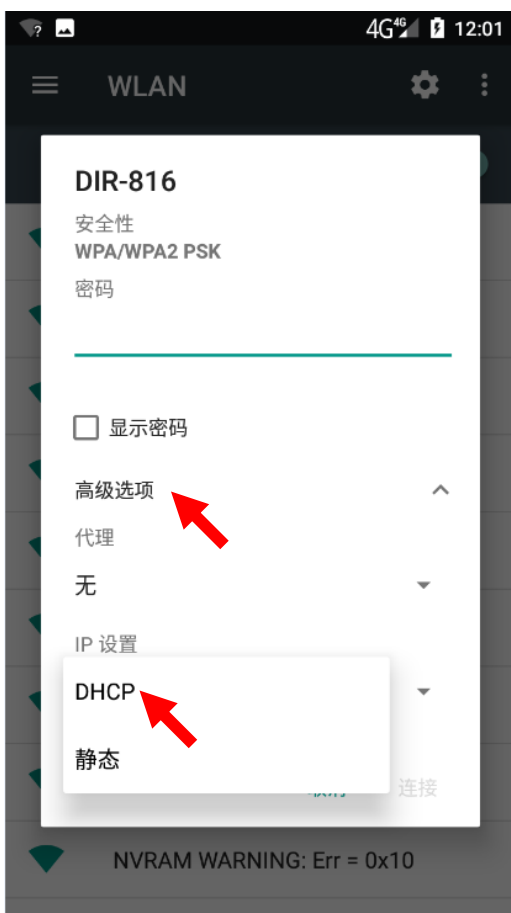 4G 4G 12:01
WLAN
DIR-816
安全性
WPA/WPA2 PSK
密码
显示密码
高级选项
代理
无
IP 设置
DHCP
静态
连接
NVRAM WARNING: Err = 0x10